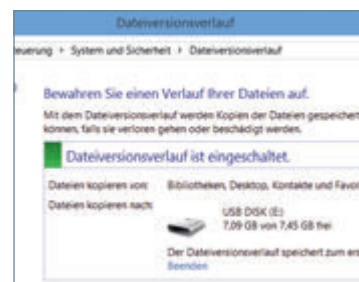 Dateiversionsverlauf
euerung › System und Sicherheit › Dateiversionsverlauf
Bewahren Sie einen Verlauf Ihrer Dateien auf.
Mit dem Dateiversionsverlauf werden Kopien der Dateien gespeichert
können, falls sie verloren gehen oder beschädigt werden.
Dateiversionsverlauf ist eingeschaltet.
Dateien kopieren von: Bibliotheken, Desktop, Kontakte und Favo
Dateien kopieren nach:
USB DISK (E:)
7,09 GB von 7,45 GB frei
Der Dateiversionsverlauf speichert zum ers
Beenden